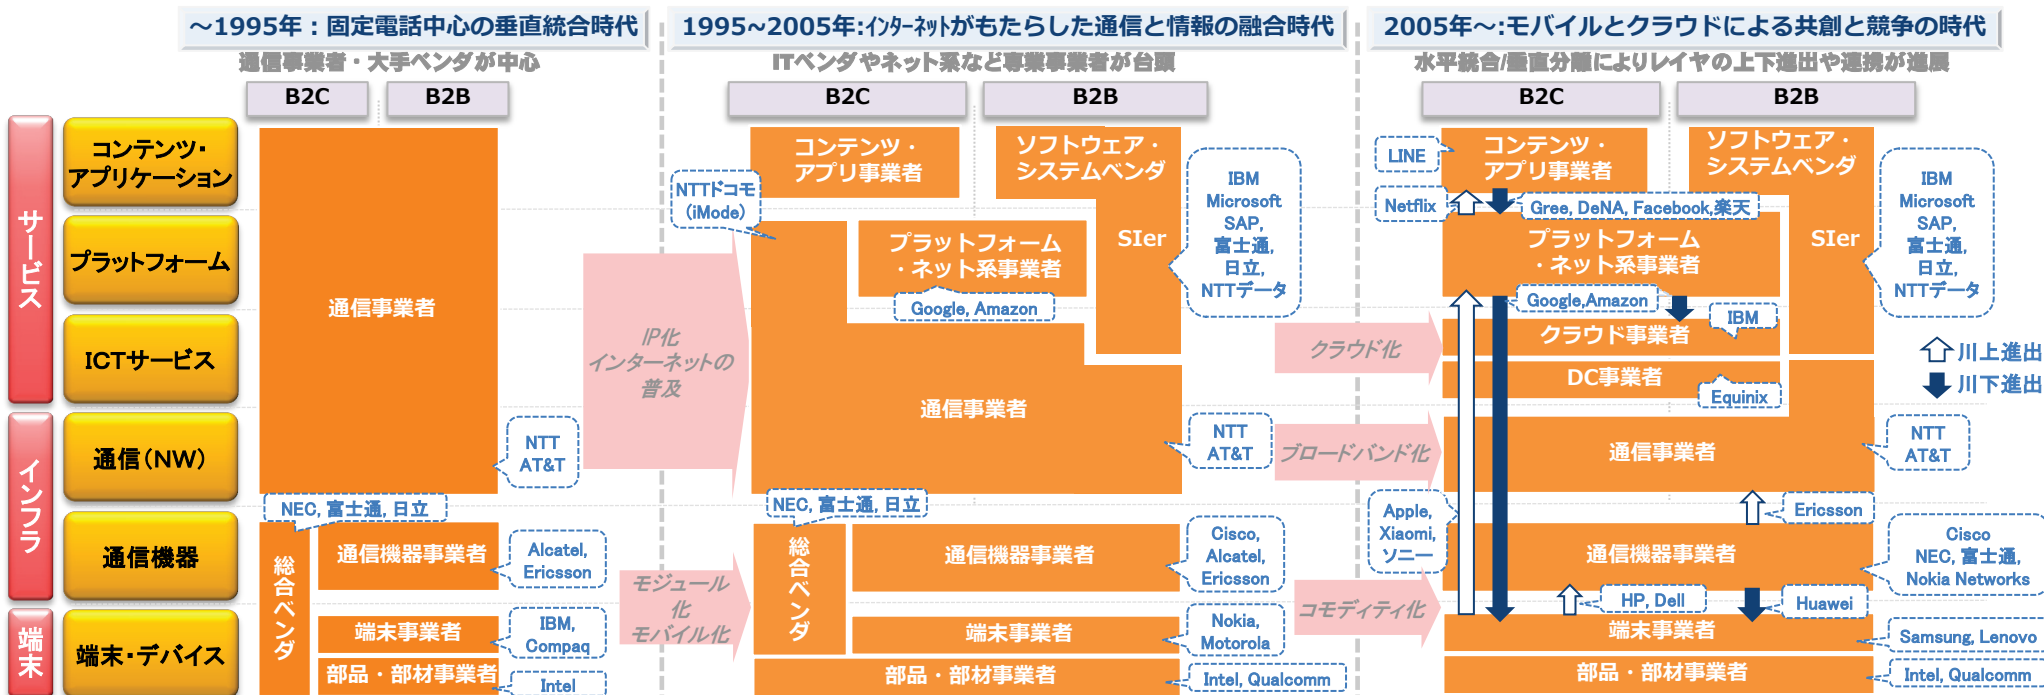 ～1995年：固定電話中心の垂直統合時代
通信事業者・大手ベンダが中心
B2C
B2B
1995~2005年:インターネットがもたらした通信と情報の融合時代
ITベンダやネット系など専業事業者が台頭
B2C
B2B
2005年～:モバイルとクラウドによる共創と競争の時代
水平統合/垂直分離によりレイヤの上下進出や連携が進展
B2C
B2B
サービス
インフラ
端末
コンテンツ・
アプリケーション
プラットフォーム
ICTサービス
通信（NW）
通信機器
端末・デバイス
通信事業者
NTT
AT&T
NEC, 富士通, 日立
総合ベンダ
通信機器事業者
Alcatel,
Ericsson
端末事業者
IBM,
Compaq
部品・部材事業者
Intel
IP化
インターネットの
普及
モジュール
化
モバイル化
コンテンツ・
アプリ事業者
ソフトウェア・
システムベンダ
NTTドコモ
(iMode)
プラットフォーム
・ネット系事業者
Google, Amazon
SIer
IBM
Microsoft
SAP,
富士通,
日立,
NTTデータ
通信事業者
NTT
AT&T
NEC, 富士通, 日立
総合ベンダ
通信機器事業者
Cisco,
Alcatel,
Ericsson
端末事業者
Nokia,
Motorola
部品・部材事業者
Intel, Qualcomm
クラウド化
ブロードバンド化
コモディティ化
LINE
コンテンツ・
アプリ事業者
ソフトウェア・
システムベンダ
Netflix
Gree, DeNA, Facebook,楽天
プラットフォーム
・ネット系事業者
SIer
IBM
Microsoft
SAP,
富士通,
日立,
NTTデータ
Google,Amazon
IBM
クラウド事業者
DC事業者
Equinix
川上進出
川下進出
通信事業者
NTT
AT&T
Apple,
Xiaomi,
ソニー
Ericsson
通信機器事業者
Cisco
NEC, 富士通,
Nokia Networks
HP, Dell
Huawei
端末事業者
Samsung, Lenovo
部品・部材事業者
Intel, Qualcomm